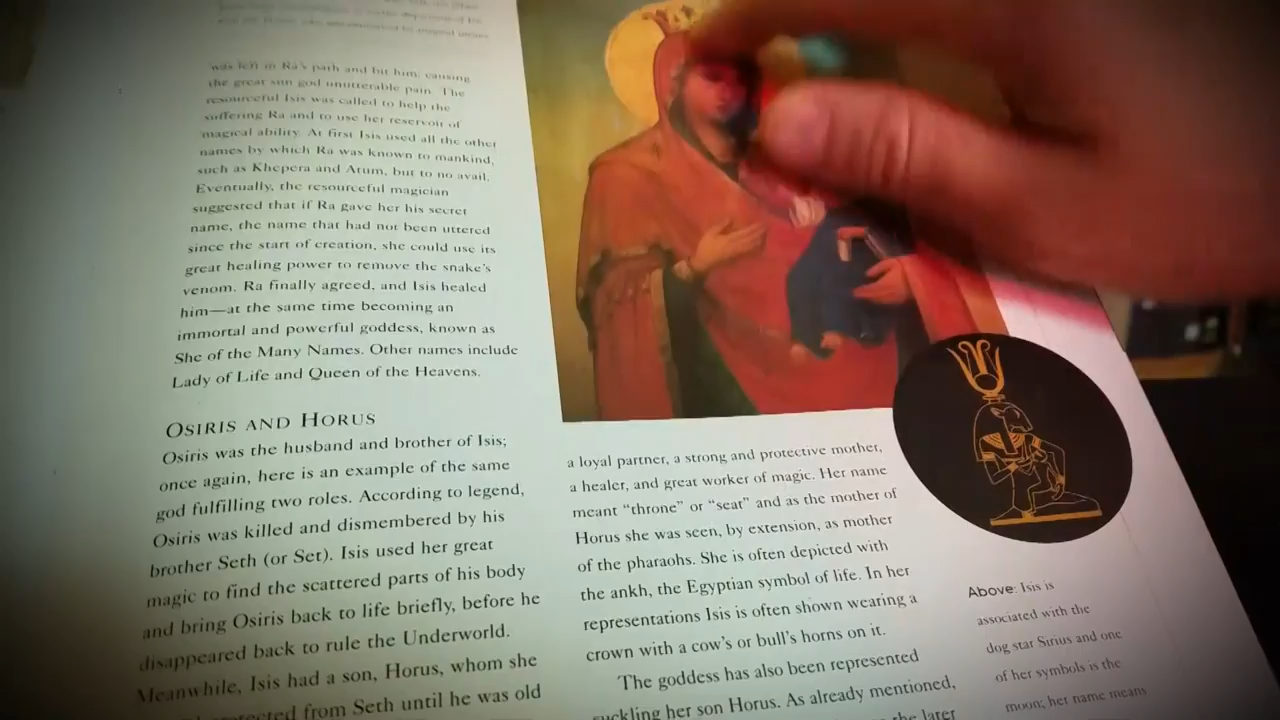 was left in Ra's path and bit him, causing
the great sun god unutterable pain. The
resourceful Isis was called to help the
suffering Ra and to use her reservoir of
magical ability. At first Isis used all the other
names by which Ra was known to mankind,
such as Khepera and Atum, but to no avail.
Eventually, the resourceful magician
suggested that if Ra gave her his secret
name, the name that had not been uttered
since the start of creation, she could use its
great healing power to remove the snake's
venom. Ra finally agreed, and Isis healed
him—at the same time becoming an
immortal and powerful goddess, known as
She of the Many Names. Other names include
Lady of Life and Queen of the Heavens.
OSIRIS AND HORUS
Osiris was the husband and brother of Isis;
once again, here is an example of the same
god fulfilling two roles. According to legend,
Osiris was killed and dismembered by his
brother Seth (or Set). Isis used her great
magic to find the scattered parts of his body
and bring Osiris back to life briefly, before he
disappeared back to rule the Underworld.
Meanwhile, Isis had a son, Horus, whom she
from Seth until he was old
a loyal partner, a strong and protective mother,
a healer, and great worker of magic. Her name
meant "throne" or "seat" and as the mother of
Horus she was seen, by extension, as mother
of the pharaohs. She is often depicted with
the ankh, the Egyptian symbol of life. In her
representations Isis is often shown wearing a
crown with a cow's or bull's horns on it.
The goddess has also been represented
suckling her son Horus. As already mentioned,
the later
Above: Isis is
associated with the
dog star Sirius and one
of her symbols is the
moon; her name means